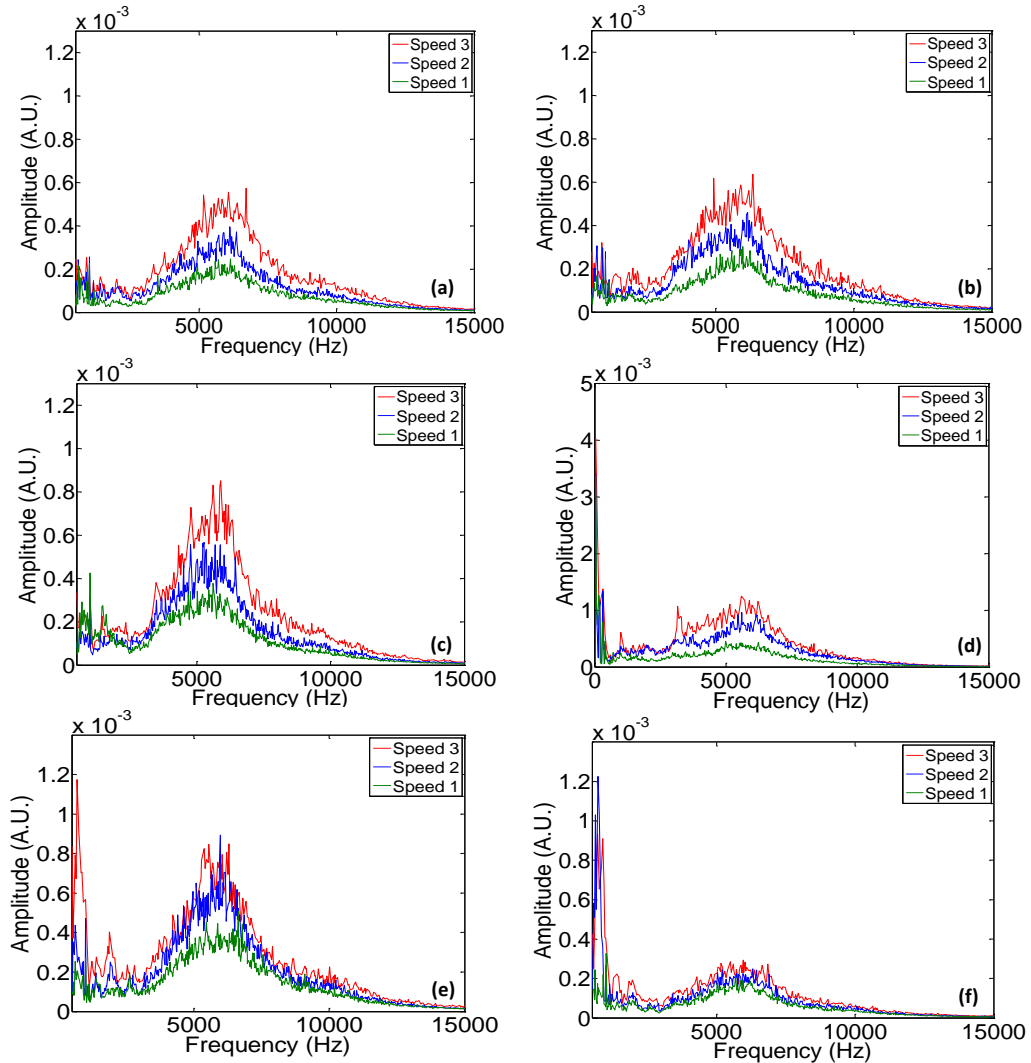 x 10-3
1.2
1
0.8
0.6
0.4
0.2
0
5000
10000
15000
Frequency (Hz)
Amplitude (A.U.)
Speed 3
Speed 2
Speed 1
(a)
x 10-3
1.2
1
0.8
0.6
0.4
0.2
0
5000
10000
15000
Frequency (Hz)
Amplitude (A.U.)
Speed 3
Speed 2
Speed 1
(b)
x 10-3
1.2
1
0.8
0.6
0.4
0.2
0
5000
10000
15000
Frequency (Hz)
Amplitude (A.U.)
Speed 3
Speed 2
Speed 1
(c)
x 10-3
5
4
3
2
1
0
0
5000
10000
15000
Frequency (Hz)
Amplitude (A.U.)
Speed 3
Speed 2
Speed 1
(d)
x 10-3
1.2
1
0.8
0.6
0.4
0.2
0
5000
10000
15000
Frequency (Hz)
Amplitude (A.U.)
Speed 3
Speed 2
Speed 1
(e)
x 10-3
1.2
1
0.8
0.6
0.4
0.2
0
5000
10000
15000
Frequency (Hz)
Amplitude (A.U.)
Speed 3
Speed 2
Speed 1
(f)